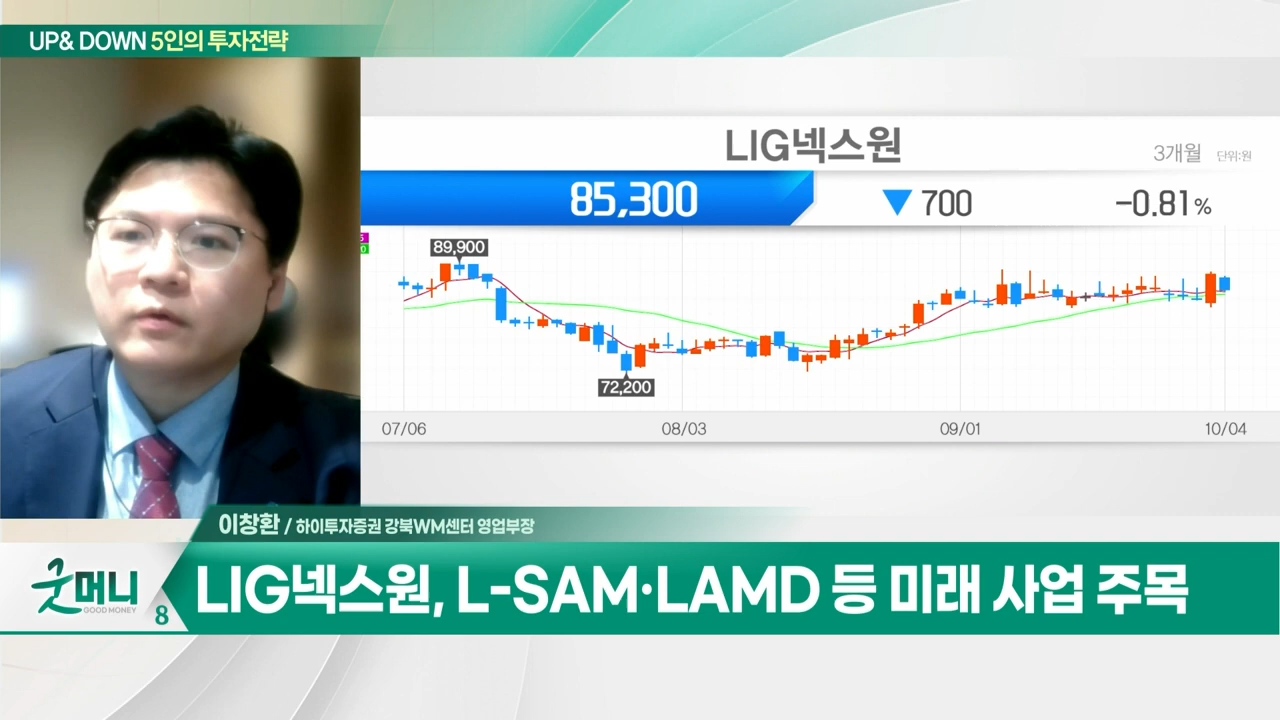 UP& DOWN 5인의 투자전략
LIG넥스원
3개월 단위:원
85,300 ▼ 700 -0.81%
89,900
72,200
07/06 08/03 09/01 10/04
이창환 / 하이투자증권 강북WM센터 영업부장
굿머니
GOOD MONEY
8
LIG넥스원, L-SAM·LAMD 등 미래 사업 주목